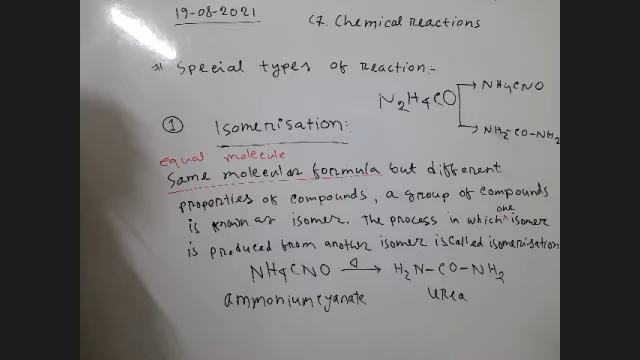 19-08-2021
C7. Chemical Reactions
* Special types of Reaction:-
N2H4CO → NH4CNO
→ NH2-CO-NH2
① Isomerisation:
equal molecule
Same molecular formula but different
properties of compounds, a group of compounds
is known as isomer. The process in which one isomer
is produced from another isomer is called isomerisation
NH4CNO —Δ→ H2N-CO-NH2
ammoniumcyanate urea